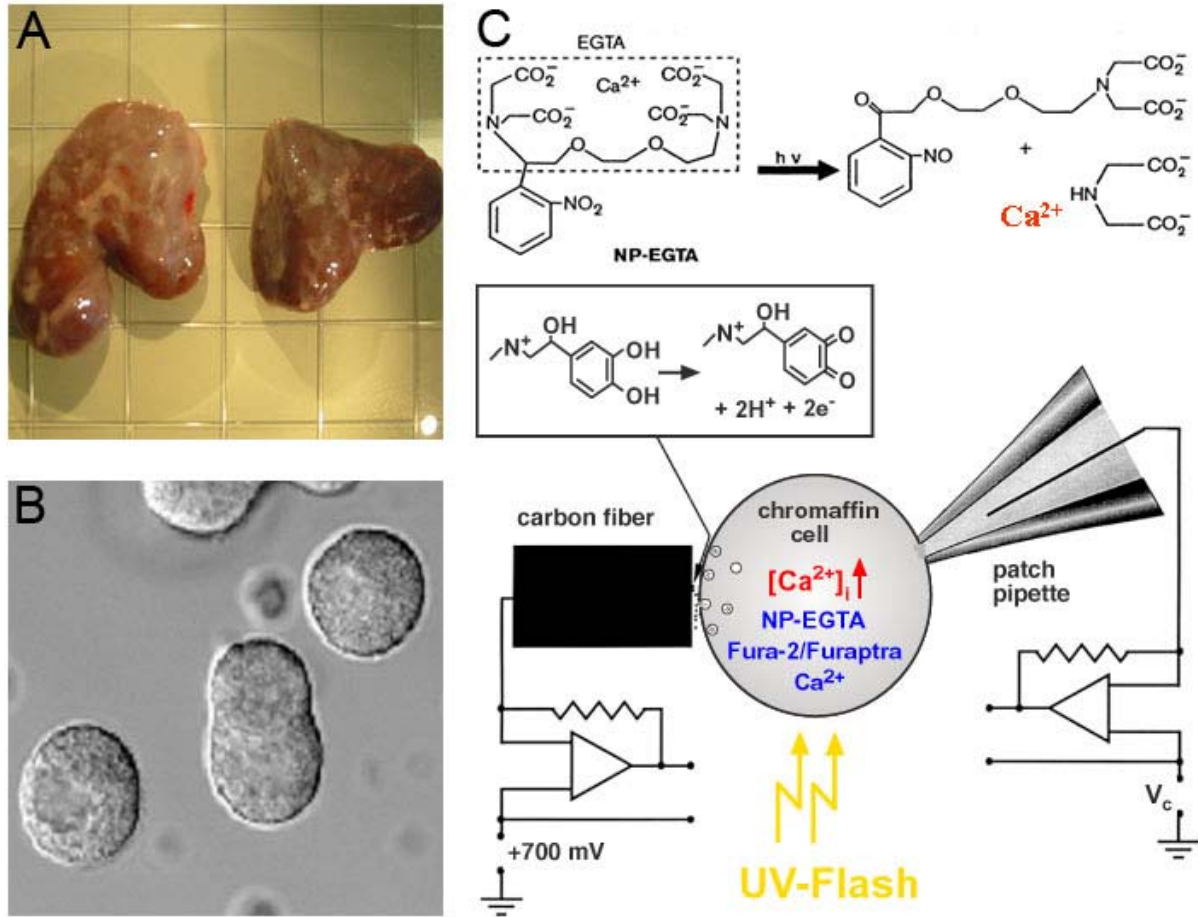 A
B
C
EGTA
CO₂⁻
Ca²⁺
CO₂⁻
N
CO₂⁻
CO₂⁻
N
O
O
NO₂
NP-EGTA
h ν
O
O
O
N
CO₂⁻
CO₂⁻
NO
+
HN
CO₂⁻
CO₂⁻
Ca²⁺
N⁺
OH
OH
OH
N⁺
OH
O
O
+ 2H⁺ + 2e⁻
carbon fiber
chromaffin
cell
[Ca²⁺]i
NP-EGTA
Fura-2/Furaptra
Ca²⁺
patch
pipette
+700 mV
Vc
UV-Flash